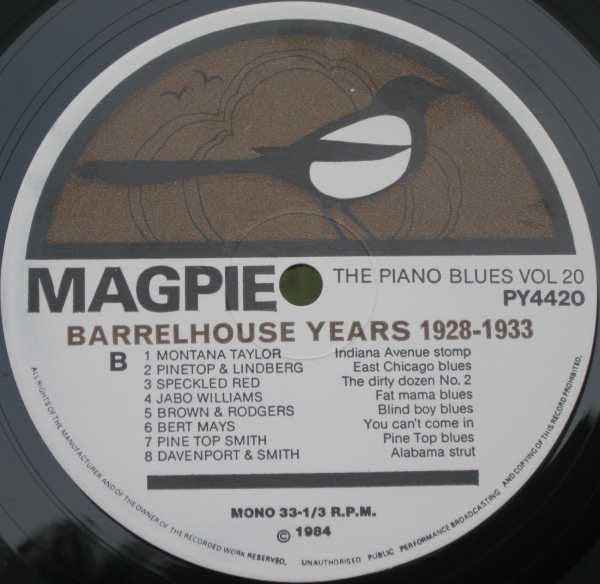 MAGPIE
THE PIANO BLUES VOL 20
PY4420
BARRELHOUSE YEARS 1928-1933
B
1 MONTANA TAYLOR Indiana Avenue stomp
2 PINETOP & LINDBERG East Chicago blues
3 SPECKLED RED The dirty dozen No. 2
4 JABO WILLIAMS Fat mama blues
5 BROWN & RODGERS Blind boy blues
6 BERT MAYS You can't come in
7 PINE TOP SMITH Pine Top blues
8 DAVENPORT & SMITH Alabama strut
MONO 33-1/3 R.P.M.
© 1984
ALL RIGHTS OF THE MANUFACTURER AND OF THE OWNER OF THE RECORDED WORK RESERVED, UNAUTHORISED PUBLIC PERFORMANCE BROADCASTING AND COPYING OF THIS RECORD PROHIBITED.